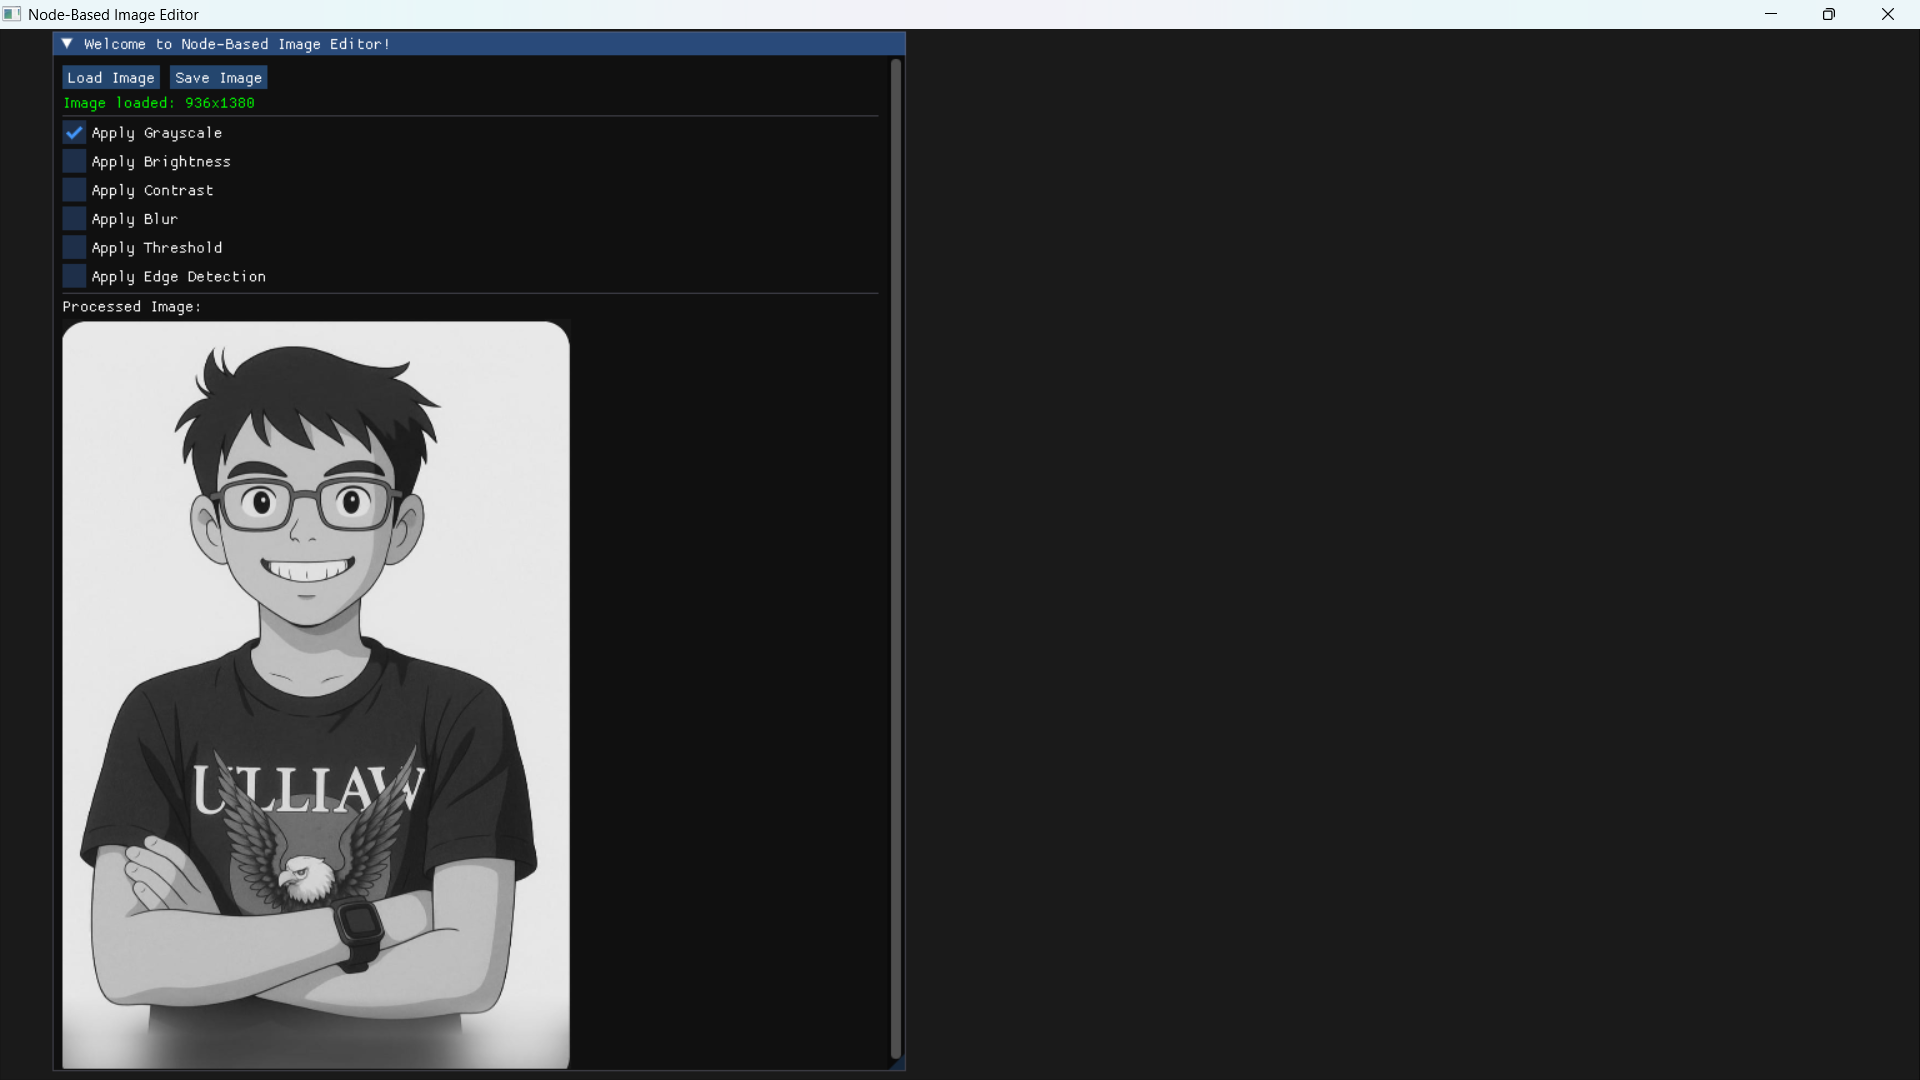 Node-Based Image Editor
Welcome to Node-Based Image Editor!
Load Image Save Image
Image loaded: 936x1380
Apply Grayscale
Apply Brightness
Apply Contrast
Apply Blur
Apply Threshold
Apply Edge Detection
Processed Image:
ULLIAW